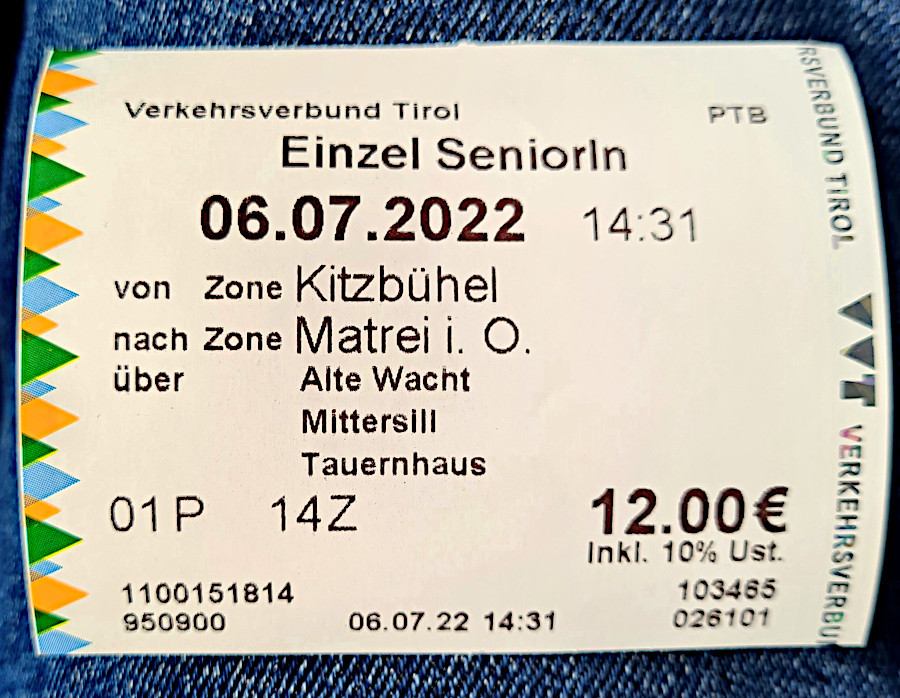 Verkehrsverbund Tirol PTB
Einzel SeniorIn
06.07.2022 14:31
von Zone Kitzbühel
nach Zone Matrei i. O.
über Alte Wacht
Mittersill
Tauernhaus
01 P 14Z 12.00€
Inkl. 10% Ust.
1100151814 103465
950900 06.07.22 14:31 026101
RSVERBUND TIROL
VVT VERKEHRSVERBU